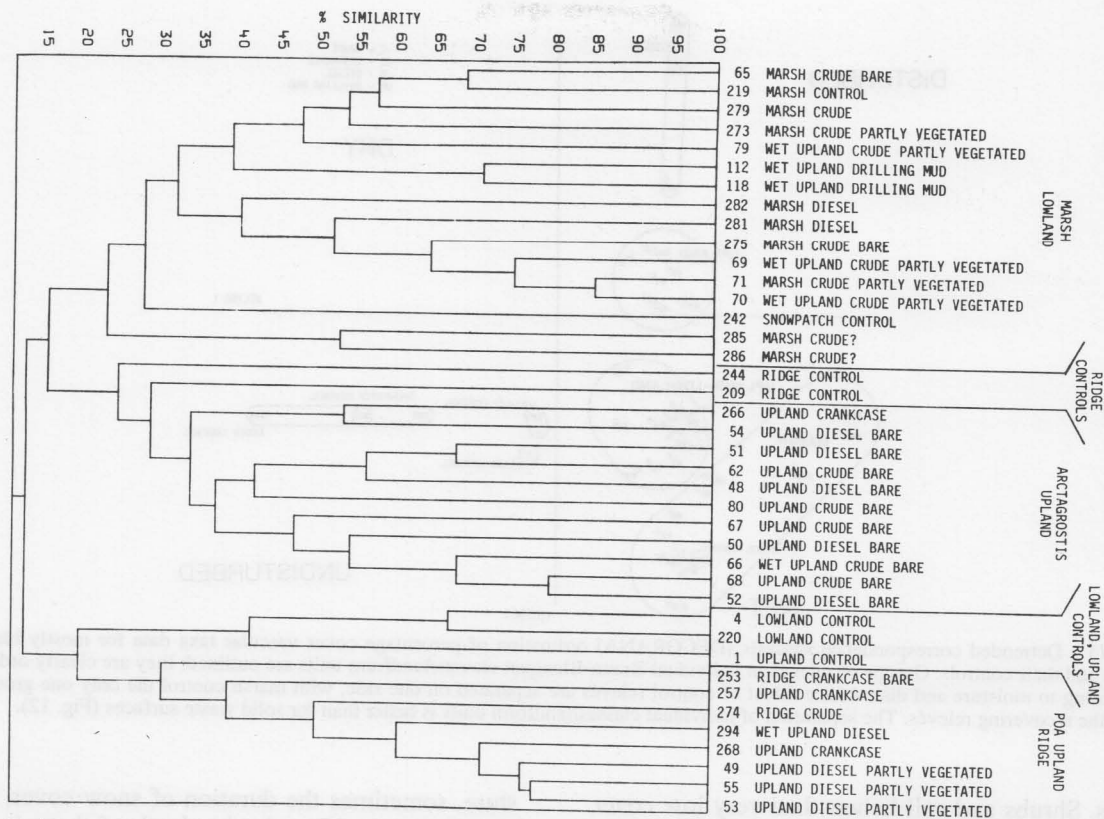 % SIMILARITY
15 20 25 30 35 40 45 50 55 60 65 70 75 80 85 90 95 100
65 MARSH CRUDE BARE
219 MARSH CONTROL
279 MARSH CRUDE
273 MARSH CRUDE PARTLY VEGETATED
79 WET UPLAND CRUDE PARTLY VEGETATED
112 WET UPLAND DRILLING MUD
118 WET UPLAND DRILLING MUD
282 MARSH DIESEL
281 MARSH DIESEL
275 MARSH CRUDE BARE
69 WET UPLAND CRUDE PARTLY VEGETATED
71 MARSH CRUDE PARTLY VEGETATED
70 WET UPLAND CRUDE PARTLY VEGETATED
242 SNOWPATCH CONTROL
285 MARSH CRUDE?
286 MARSH CRUDE?
244 RIDGE CONTROL
209 RIDGE CONTROL
266 UPLAND CRANKCASE
54 UPLAND DIESEL BARE
51 UPLAND DIESEL BARE
62 UPLAND CRUDE BARE
48 UPLAND DIESEL BARE
80 UPLAND CRUDE BARE
67 UPLAND CRUDE BARE
50 UPLAND DIESEL BARE
66 WET UPLAND CRUDE BARE
68 UPLAND CRUDE BARE
52 UPLAND DIESEL BARE
4 LOWLAND CONTROL
220 LOWLAND CONTROL
1 UPLAND CONTROL
253 RIDGE CRANKCASE BARE
257 UPLAND CRANKCASE
274 RIDGE CRUDE
294 WET UPLAND DIESEL
268 UPLAND CRANKCASE
49 UPLAND DIESEL PARTLY VEGETATED
55 UPLAND DIESEL PARTLY VEGETATED
53 UPLAND DIESEL PARTLY VEGETATED
MARSH
LOWLAND
RIDGE
CONTROLS
ARCTAGROSTIS
UPLAND
LOWLAND, UPLAND
CONTROLS
POA UPLAND
RIDGE